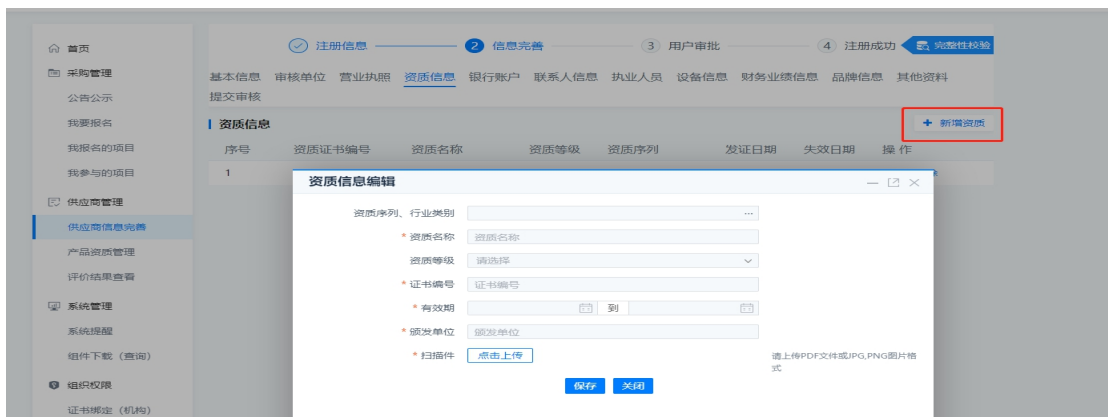 首页
采购管理
公告公示
我要报名
我报名的项目
我参与的项目
供应商管理
供应商信息完善
产品资质管理
评价结果查看
系统管理
系统提醒
组件下载（查询）
组织权限
证书绑定（机构）
注册信息 2 信息完善 3 用户审批 4 注册成功 完整性校验
基本信息 审核单位 营业执照 资质信息 银行账户 联系人信息 执业人员 设备信息 财务业绩信息 品牌信息 其他资料
提交审核
资质信息 + 新增资质
序号 资质证书编号 资质名称 资质等级 资质序列 发证日期 失效日期 操作
1
资质信息编辑
资质序列、行业类别 ...
* 资质名称 资质名称
资质等级 请选择
* 证书编号 证书编号
* 有效期 到
* 颁发单位 颁发单位
* 扫描件 点击上传 请上传PDF文件或JPG,PNG图片格
式
保存 关闭